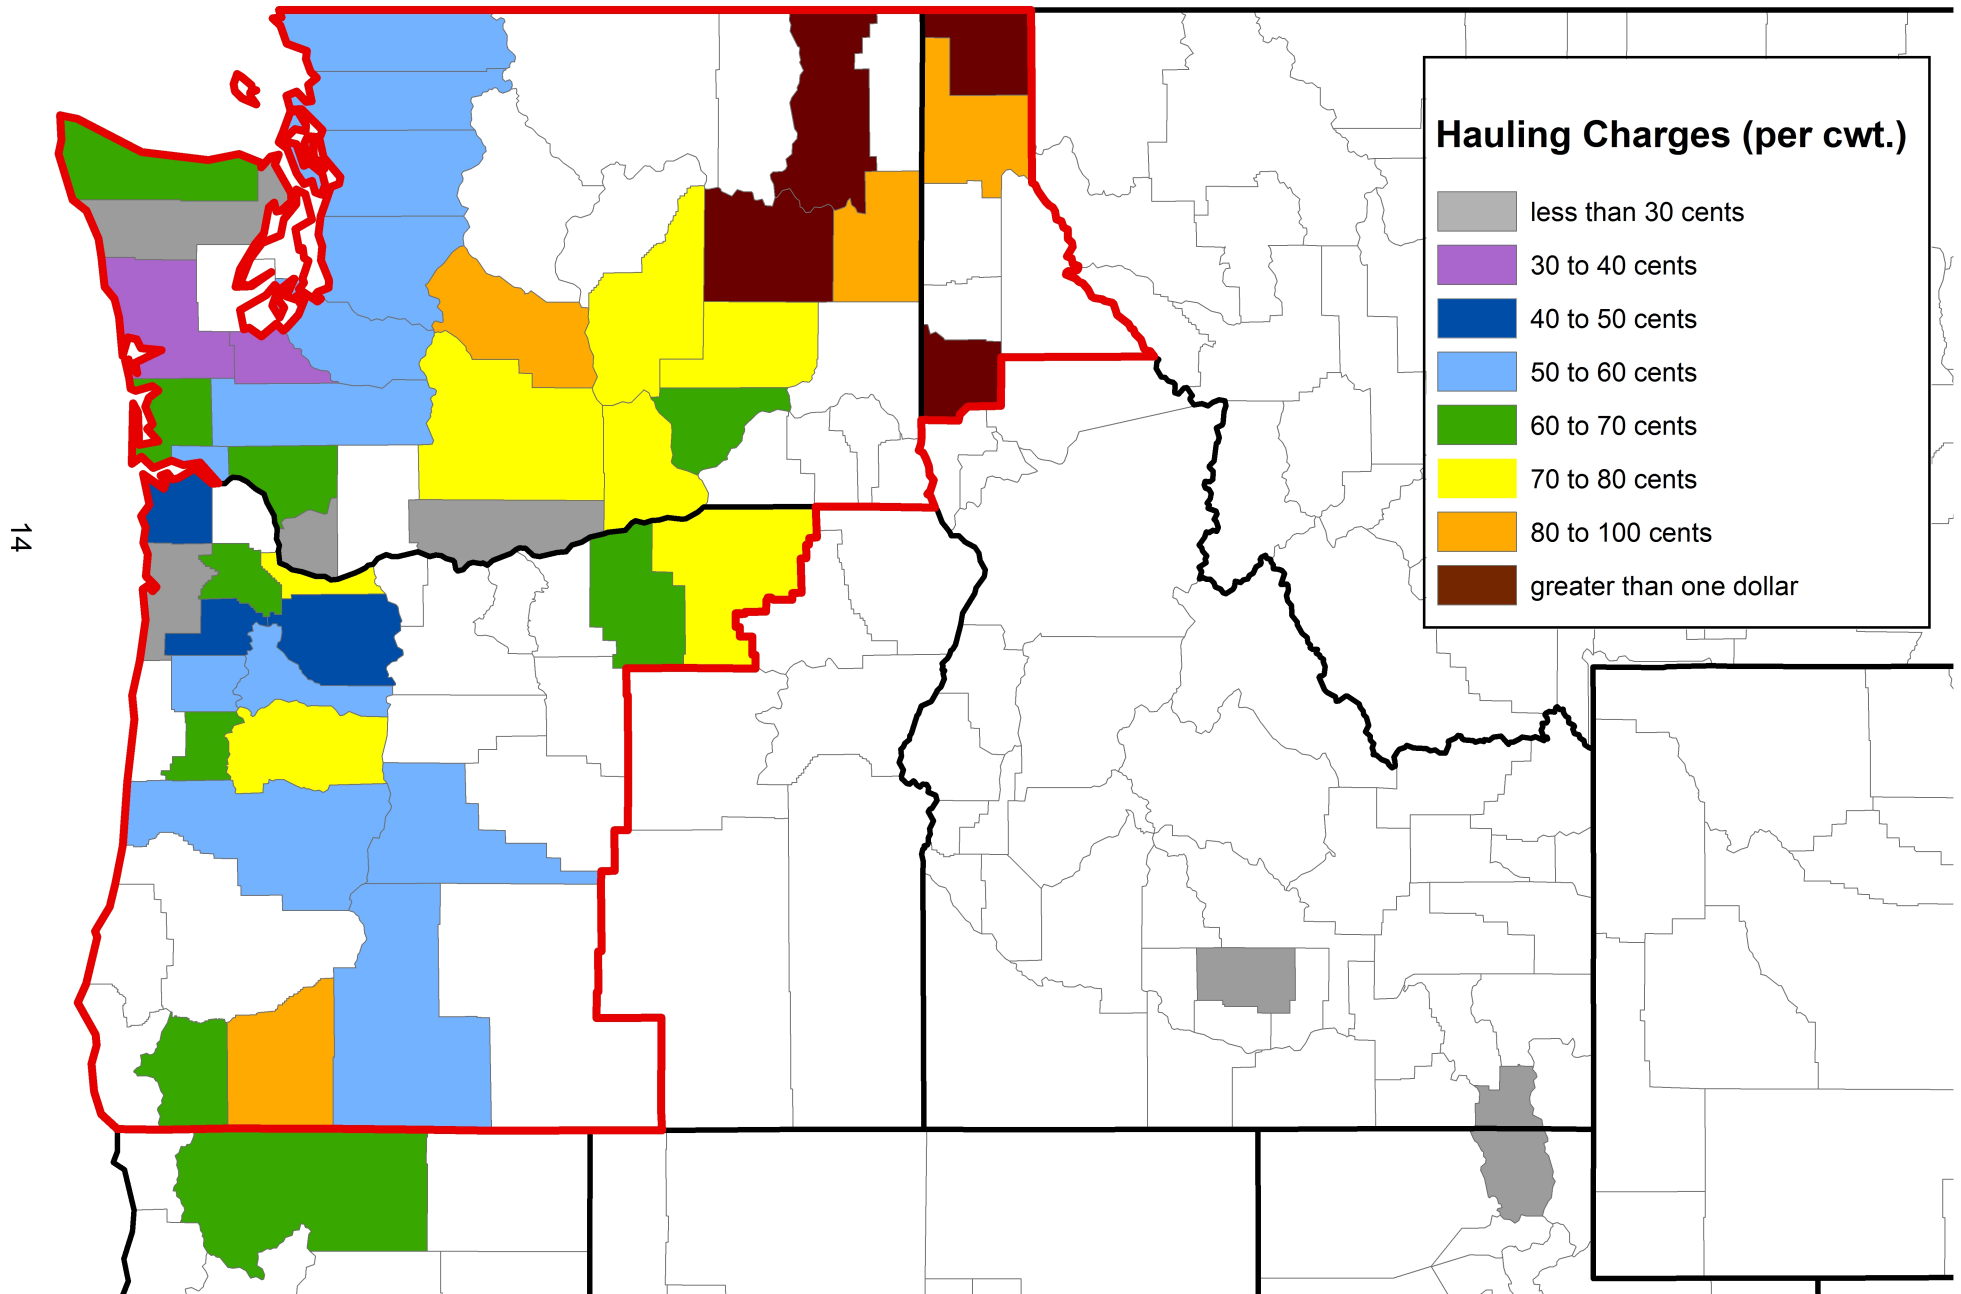 Hauling Charges (per cwt.)
less than 30 cents
30 to 40 cents
40 to 50 cents
50 to 60 cents
60 to 70 cents
70 to 80 cents
80 to 100 cents
greater than one dollar
14